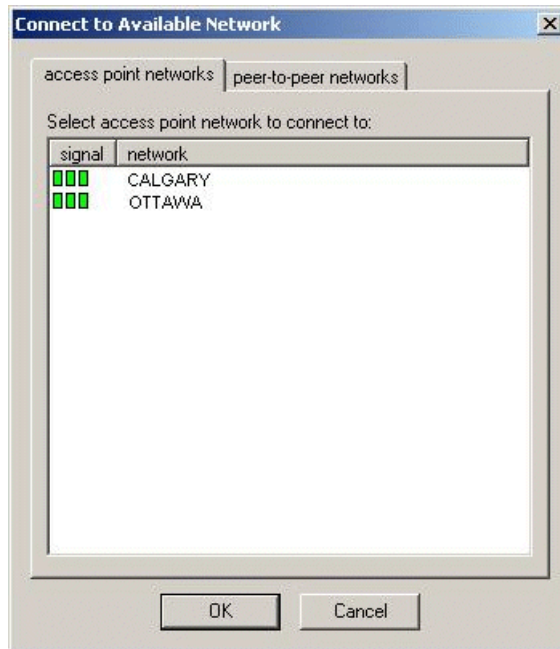 Connect to Available Network
access point networks peer-to-peer networks
Select access point network to connect to:
signal network
CALGARY
OTTAWA
OK Cancel